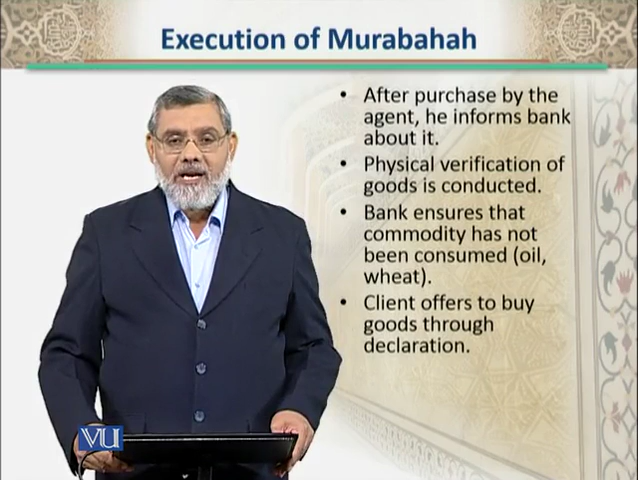 Execution of Murabahah
• After purchase by the
agent, he informs bank
about it.
• Physical verification of
goods is conducted.
• Bank ensures that
commodity has not
been consumed (oil,
wheat).
• Client offers to buy
goods through
declaration.
VU